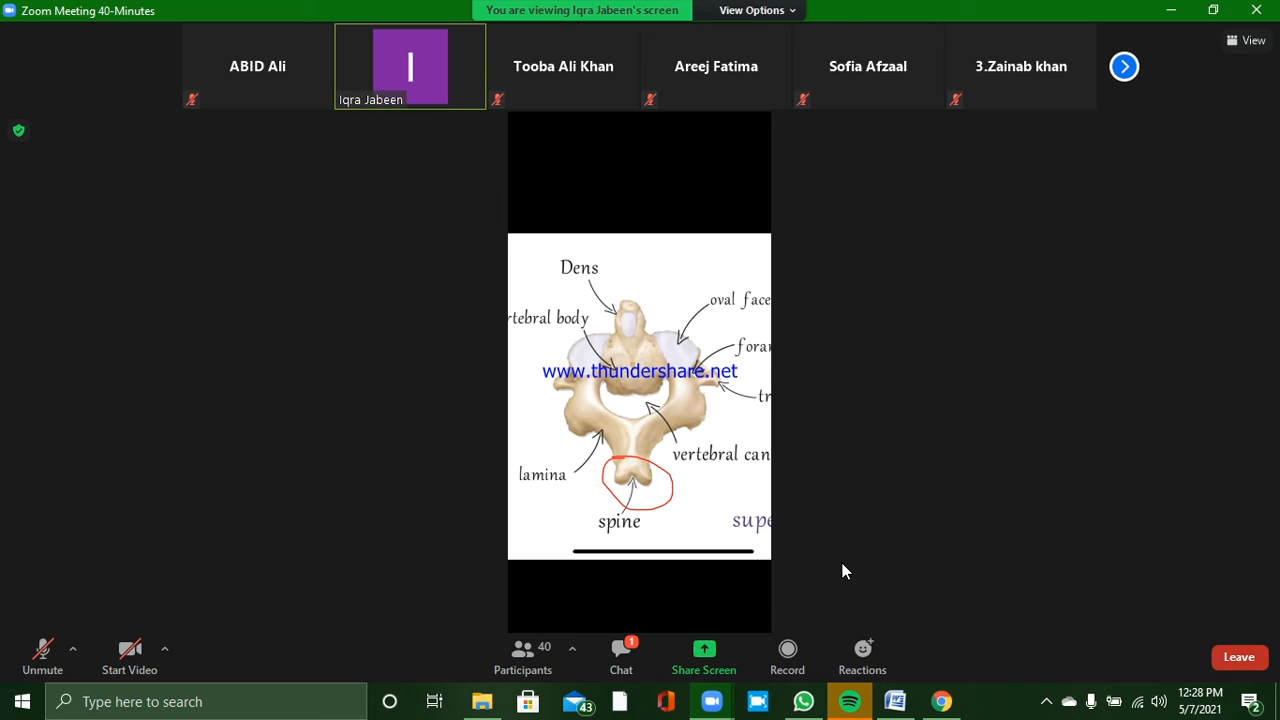 Zoom Meeting 40-Minutes
You are viewing Iqra Jabeen's screen
View Options
View
ABID Ali
I
Iqra Jabeen
Tooba Ali Khan
Areej Fatima
Sofia Afzaal
3.Zainab khan
Dens
oval face
rtebral body
foran
www.thundershare.net
tr
vertebral can
lamina
spine
supe
Unmute
Start Video
40
Participants
1
Chat
Share Screen
Record
Reactions
Leave
Type here to search
43
12:28 PM
5/7/2021
2